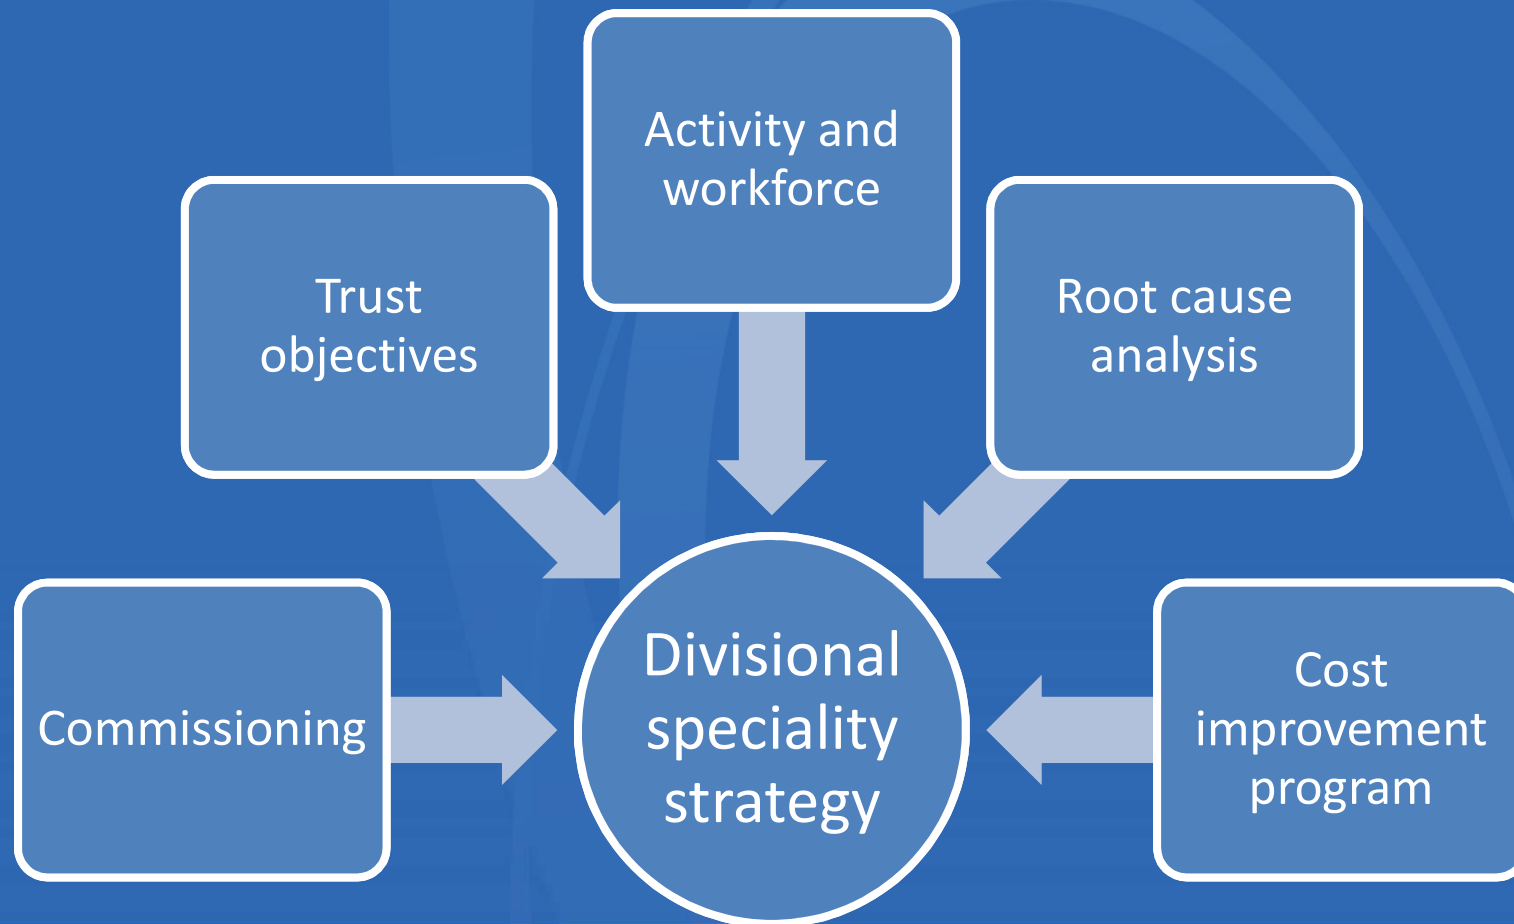 Activity and
workforce
Trust
objectives
Root cause
analysis
Commissioning
Divisional
speciality
strategy
Cost
improvement
program